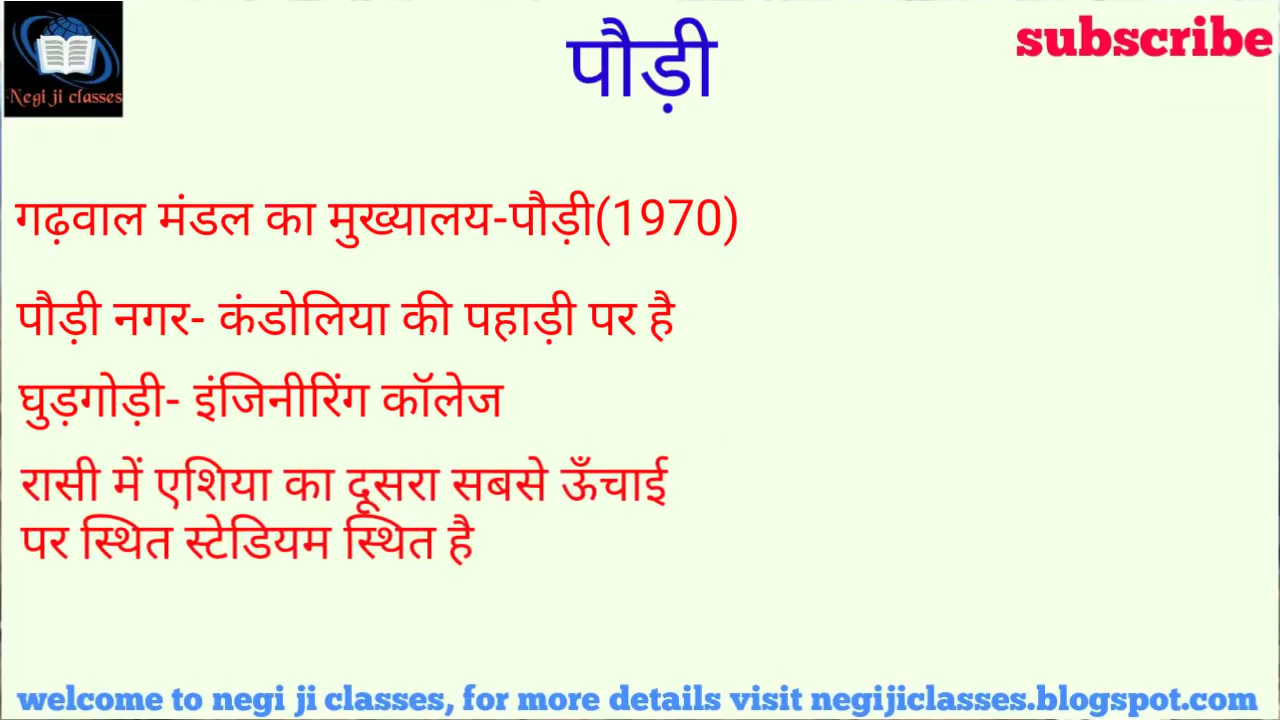 Negi ji classes
पौड़ी
subscribe
गढ़वाल मंडल का मुख्यालय-पौड़ी(1970)
पौड़ी नगर- कंडोलिया की पहाड़ी पर है
घुड़गोड़ी- इंजिनीरिंग कॉलेज
रासी में एशिया का दूसरा सबसे ऊँचाई
पर स्थित स्टेडियम स्थित है
welcome to negi ji classes, for more details visit negijiclasses.blogspot.com